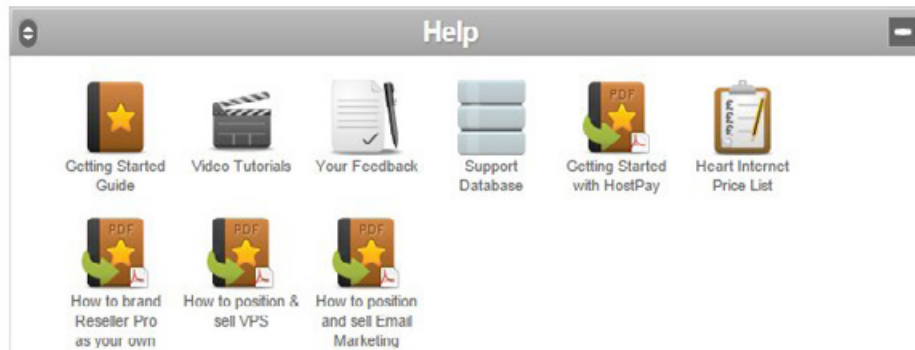 Help
Getting Started
Guide
Video Tutorials
Your Feedback
Support
Database
PDF
Getting Started
with HostPay
£
£
£
Heart Internet
Price List
PDF
How to brand
Reseller Pro
as your own
PDF
How to position &
sell VPS
PDF
How to position
and sell Email
Marketing